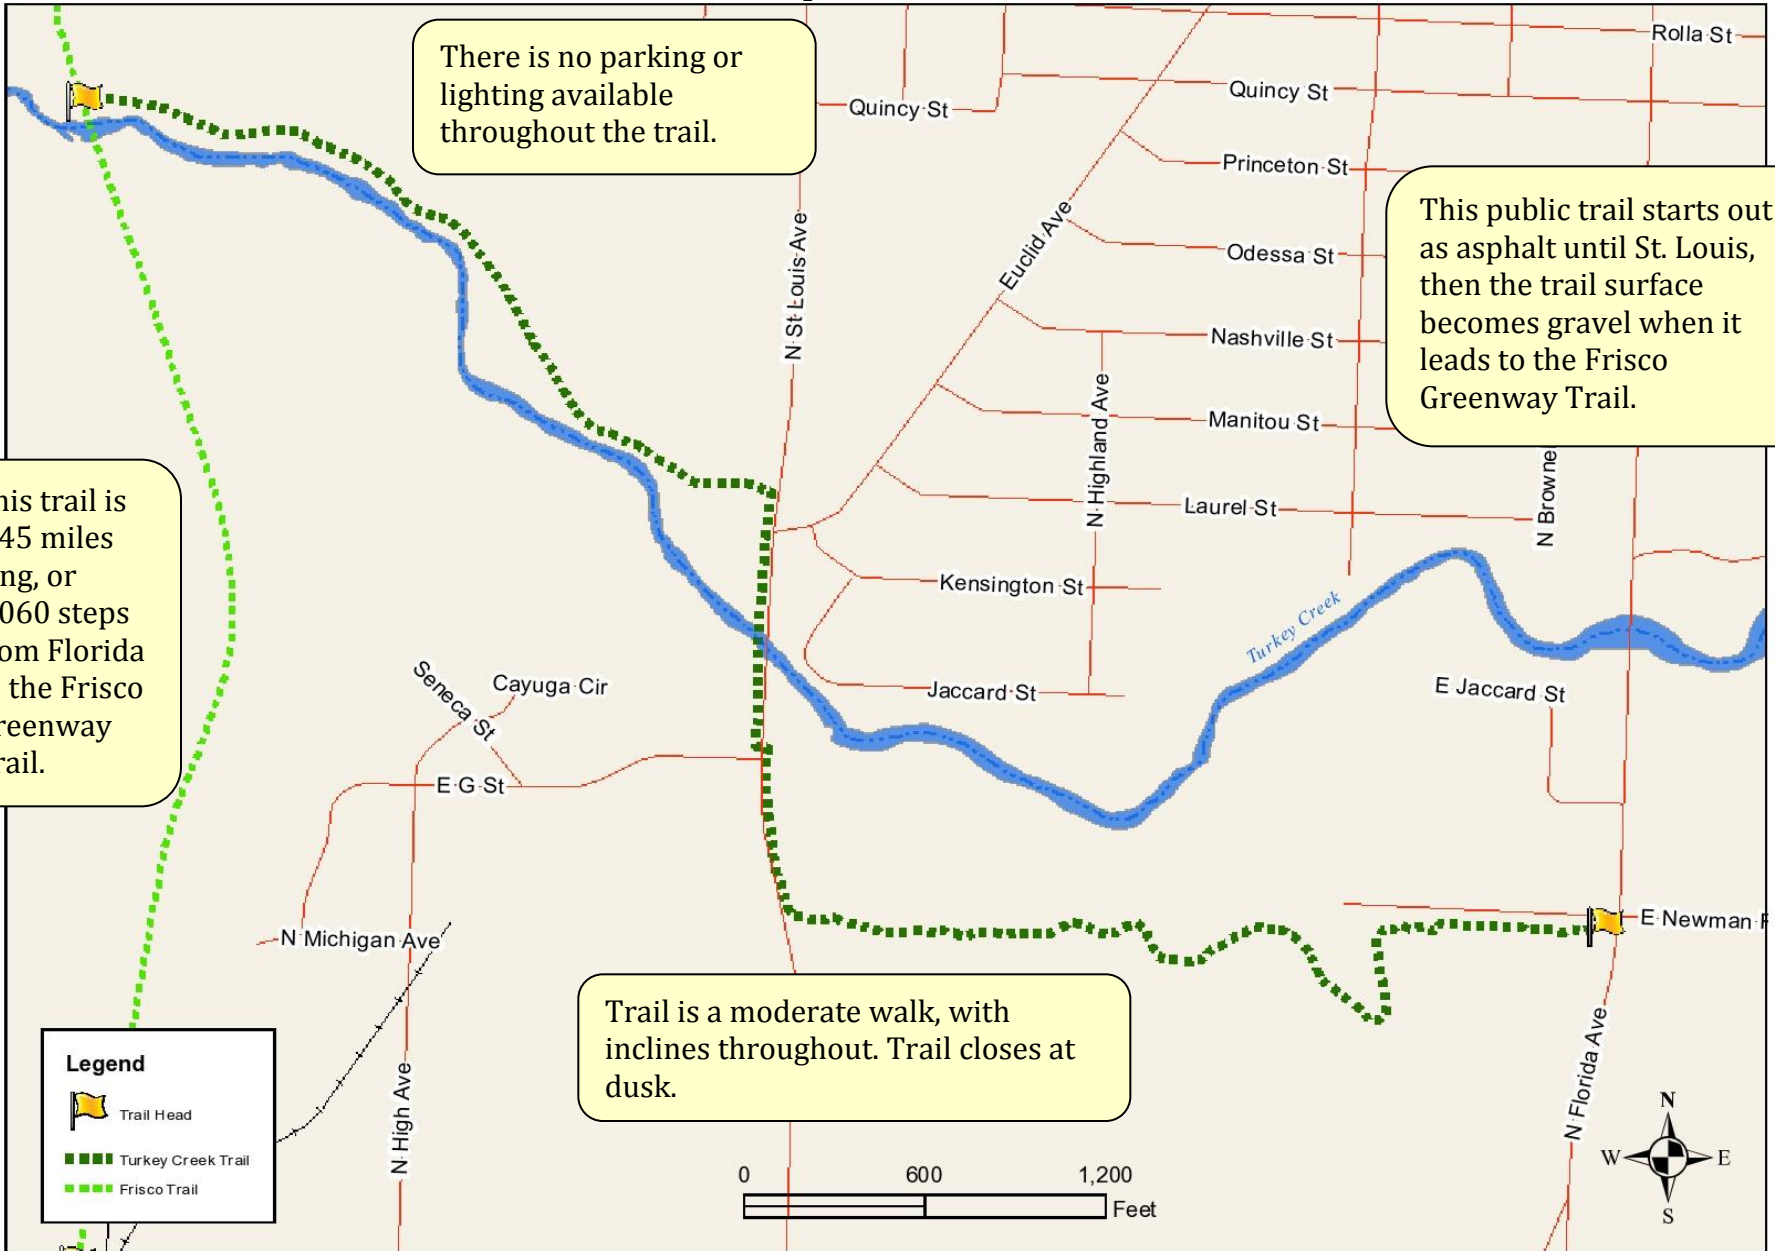 Rolla St
There is no parking or
lighting available
throughout the trail.
Quincy St
Quincy St
Princeton St
This public trail starts out
as asphalt until St. Louis,
then the trail surface
becomes gravel when it
leads to the Frisco
Greenway Trail.
N St Louis Ave
Euclid Ave
Odessa St
Nashville St
N Highland Ave
Manitou St
Laurel St
N Browne
his trail is
45 miles
ng, or
060 steps
om Florida
the Frisco
reenway
rail.
Kensington St
Turkey Creek
Seneca St
Cayuga Cir
Jaccard St
E Jaccard St
E G St
N Michigan Ave
E Newman
Trail is a moderate walk, with
inclines throughout. Trail closes at
dusk.
N High Ave
N Florida Ave
Legend
Trail Head
Turkey Creek Trail
Frisco Trail
0 600 1,200
Feet
N
W E
S